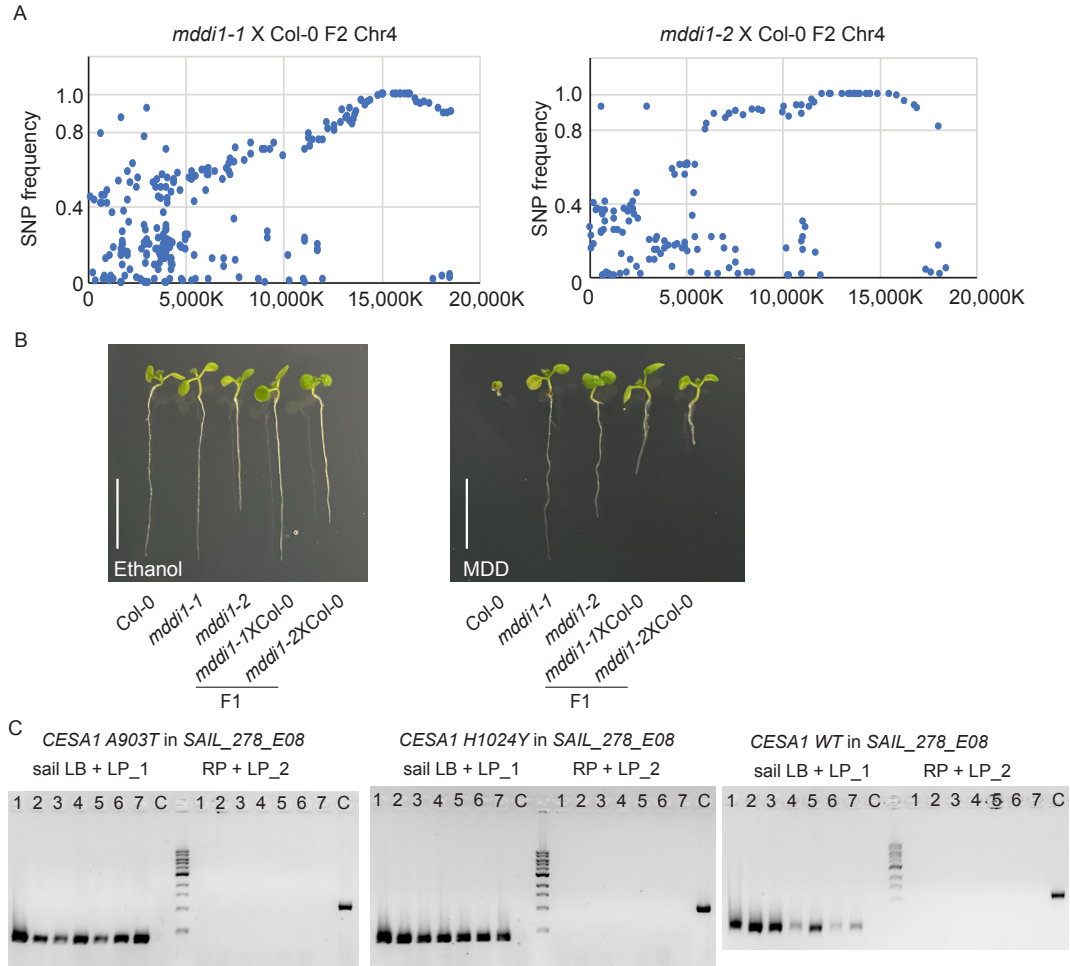 A
mddi1-1 X Col-0 F2 Chr4
SNP frequency
1.0
0.8
0.4
0
0 5,000K 10,000K 15,000K 20,000K
mddi1-2 X Col-0 F2 Chr4
SNP frequency
1.0
0.8
0.4
0
0 5,000K 10,000K 15,000K 20,000K
B
Ethanol
Col-0
mddi1-1
mddi1-2
mddi1-1XCol-0
mddi1-2XCol-0
F1
MDD
Col-0
mddi1-1
mddi1-2
mddi1-1XCol-0
mddi1-2XCol-0
F1
C
CESA1 A903T in SAIL_278_E08
sail LB + LP_1 RP + LP_2
1 2 3 4 5 6 7 C 1 2 3 4 5 6 7 C
CESA1 H1024Y in SAIL_278_E08
sail LB + LP_1 RP + LP_2
1 2 3 4 5 6 7 C 1 2 3 4 5 6 7 C
CESA1 WT in SAIL_278_E08
sail LB + LP_1 RP + LP_2
1 2 3 4 5 6 7 C 1 2 3 4 5 6 7 C